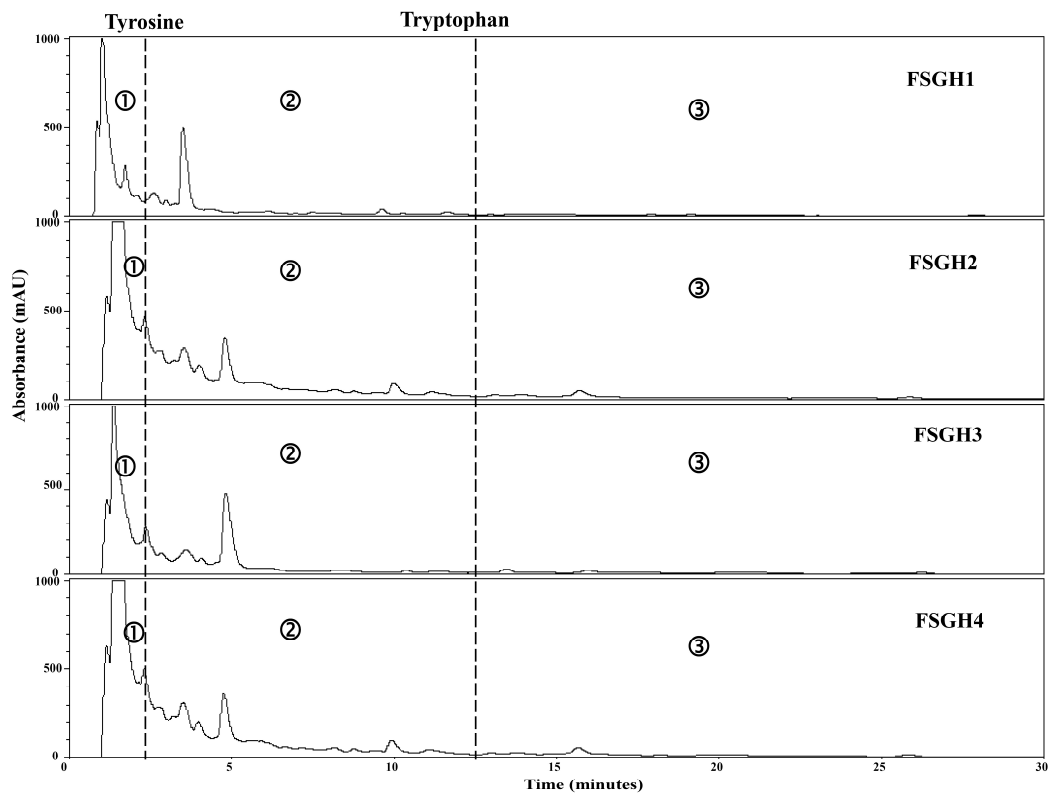 Tyrosine Tryptophan
1000
① ② ③ FSGH1
500
0
1000
① ② ③ FSGH2
500
0
1000
① ② ③ FSGH3
500
0
1000
① ② ③ FSGH4
500
0
Absorbance (mAU)
0 5 10 15 20 25 30
Time (minutes)